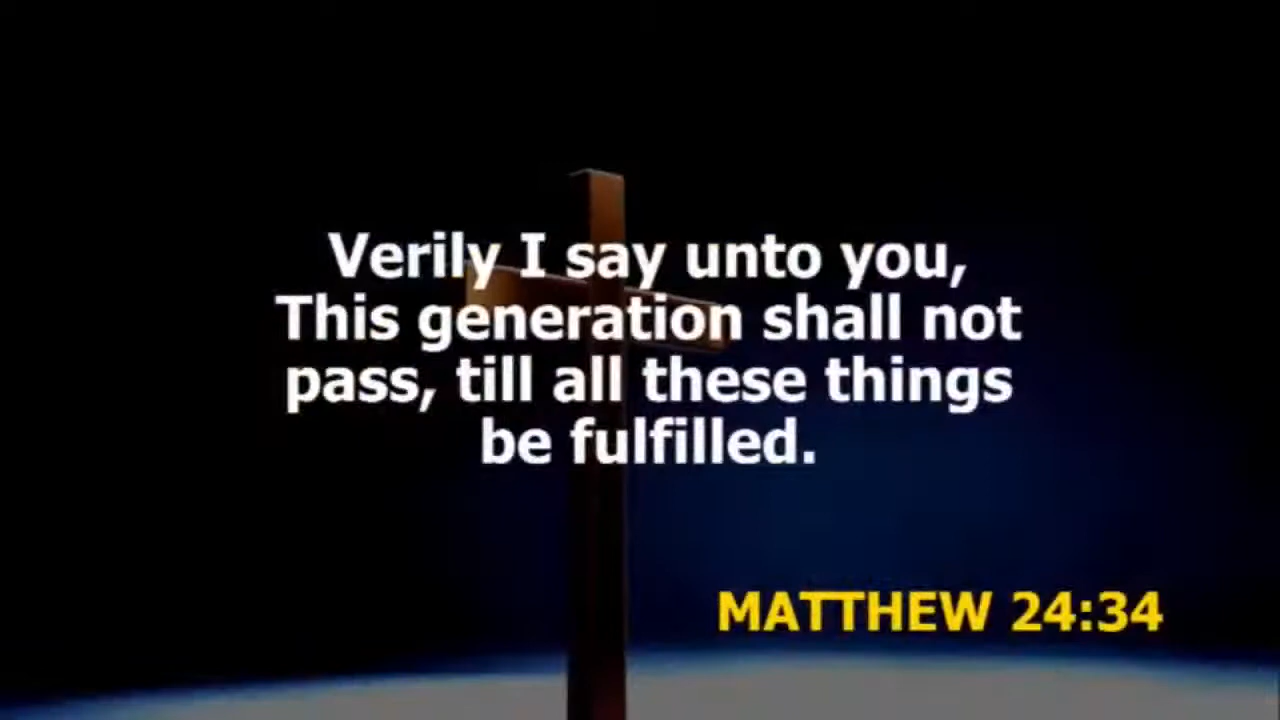 Verily I say unto you,
This generation shall not
pass, till all these things
be fulfilled.
MATTHEW 24:34